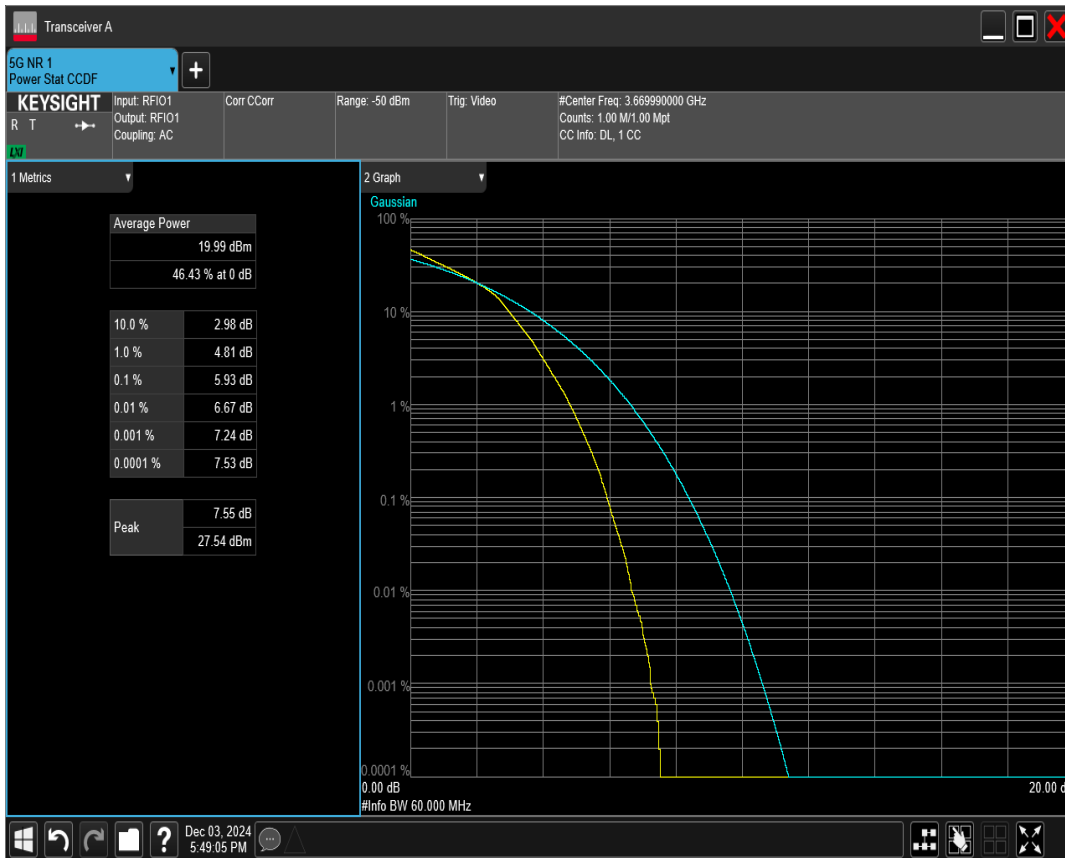 Transceiver A
5G NR 1
Power Stat CCDF
KEYSIGHT
R T
LXI
Input: RFIO1
Output: RFIO1
Coupling: AC
Corr CCorr
Range: -50 dBm
Trig: Video
#Center Freq: 3.669990000 GHz
Counts: 1.00 M/1.00 Mpt
CC Info: DL, 1 CC
1 Metrics
Average Power
19.99 dBm
46.43 % at 0 dB
10.0 % 2.98 dB
1.0 % 4.81 dB
0.1 % 5.93 dB
0.01 % 6.67 dB
0.001 % 7.24 dB
0.0001 % 7.53 dB
Peak
7.55 dB
27.54 dBm
2 Graph
Gaussian
100 %
10 %
1 %
0.1 %
0.01 %
0.001 %
0.0001 %
0.00 dB 20.00 d
#Info BW 60.000 MHz
?
Dec 03, 2024
5:49:05 PM